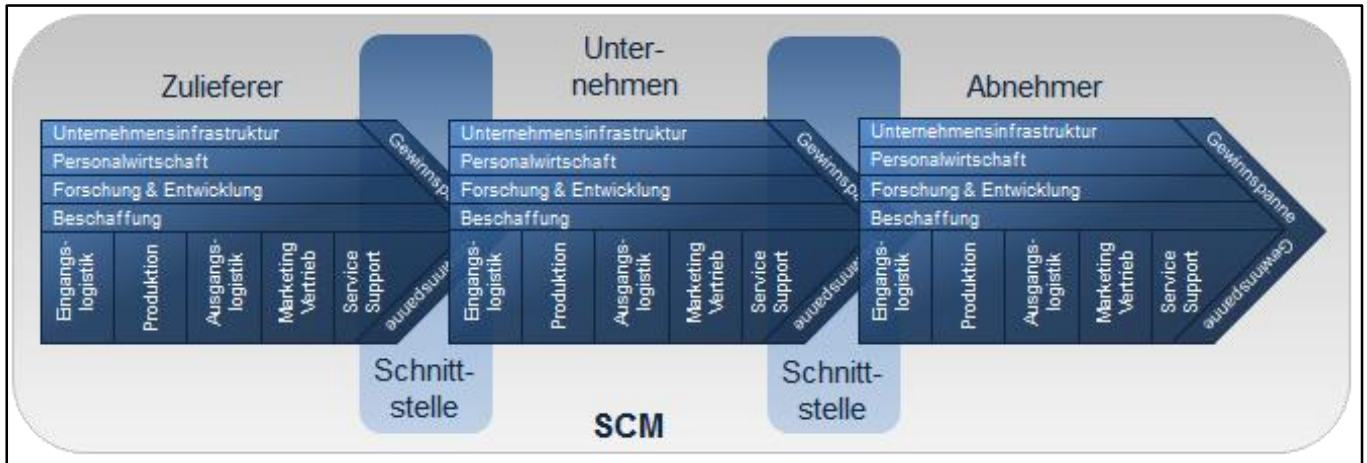 Zulieferer
Unter-
nehmen
Abnehmer
Unternehmensinfrastruktur
Personalwirtschaft
Forschung & Entwicklung
Beschaffung
Eingangs-
logistik
Produktion
Ausgangs-
logistik
Marketing
Vertrieb
Service
Support
Unternehmensinfrastruktur
Personalwirtschaft
Forschung & Entwicklung
Beschaffung
Eingangs-
logistik
Produktion
Ausgangs-
logistik
Marketing
Vertrieb
Service
Support
Unternehmensinfrastruktur
Personalwirtschaft
Forschung & Entwicklung
Beschaffung
Eingangs-
logistik
Produktion
Ausgangs-
logistik
Marketing
Vertrieb
Service
Support
Gewinnspanne
Gewinnspanne
Schnitt-
stelle
Schnitt-
stelle
SCM